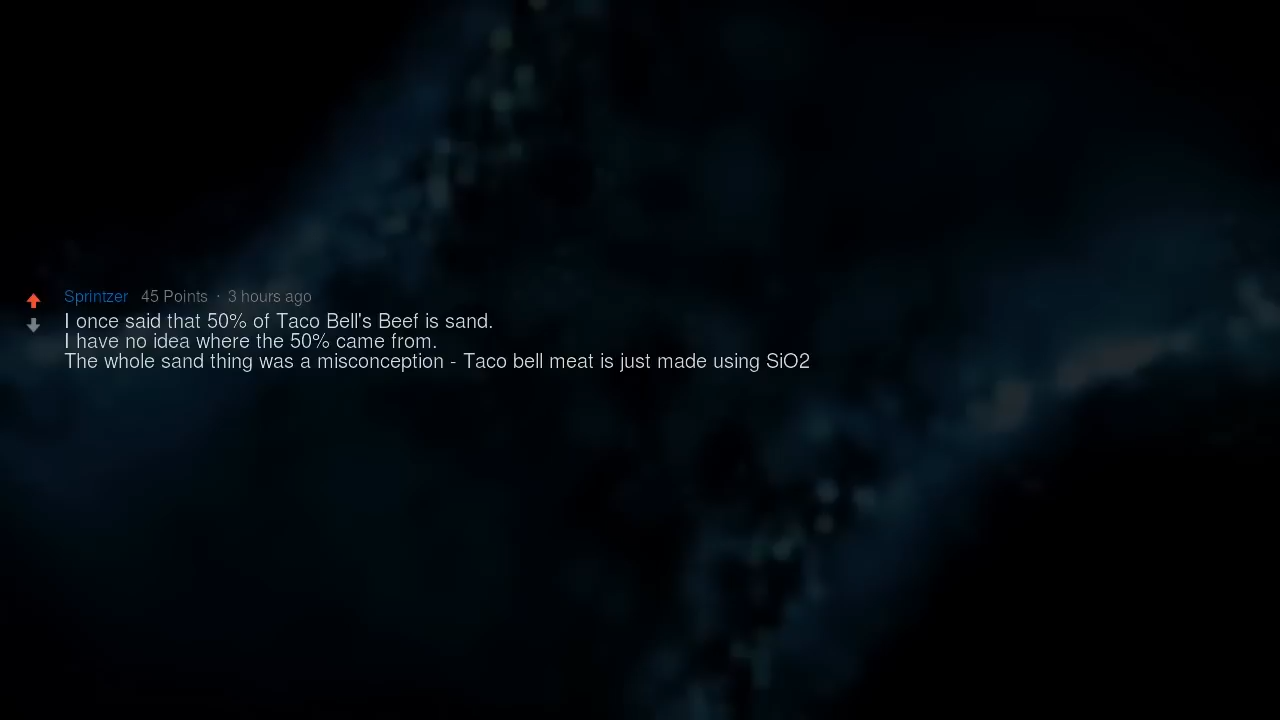 Sprintzer 45 Points · 3 hours ago
I once said that 50% of Taco Bell's Beef is sand.
I have no idea where the 50% came from.
The whole sand thing was a misconception - Taco bell meat is just made using SiO2